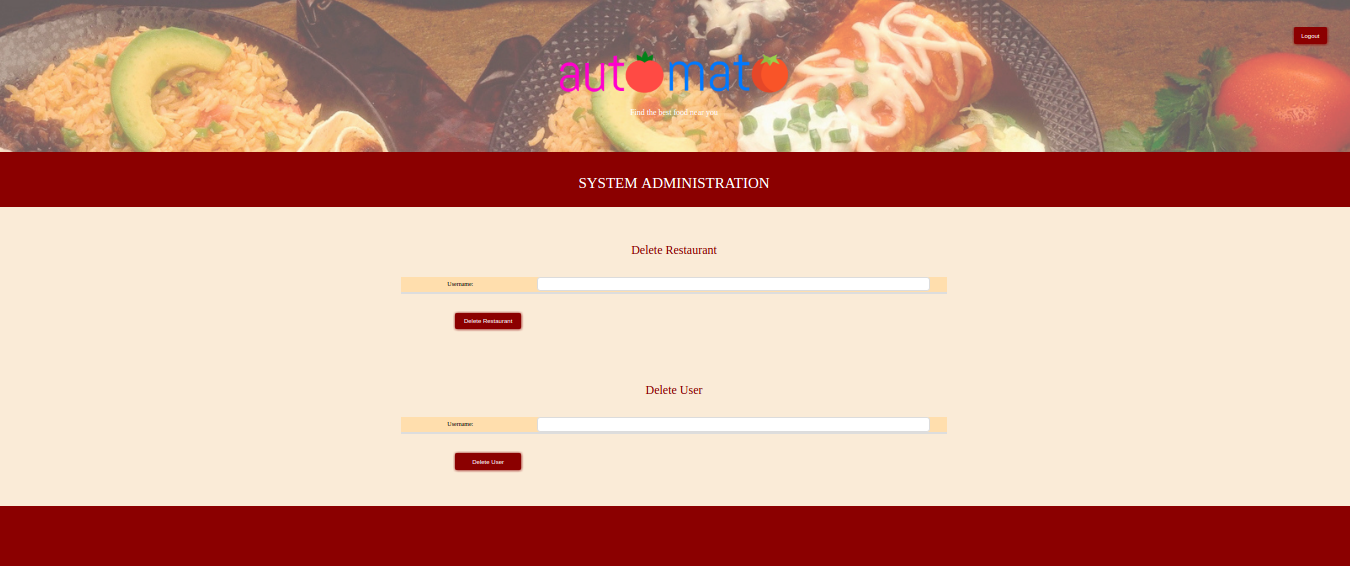 Logout
automato
Find the best food near you
SYSTEM ADMINISTRATION
Delete Restaurant
Username:
Delete Restaurant
Delete User
Username:
Delete User